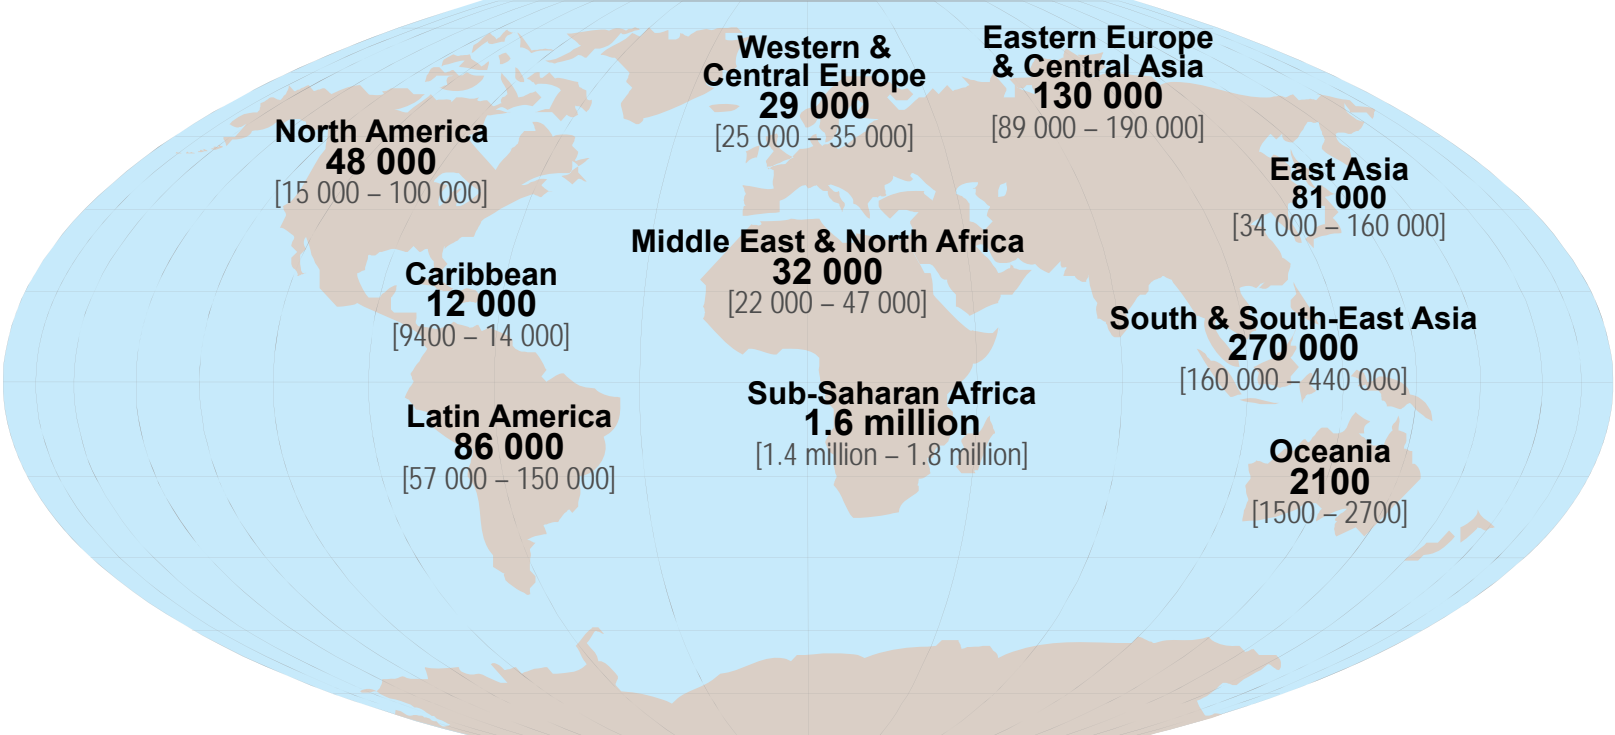 Western &
Central Europe
29 000
[25 000 – 35 000]
Eastern Europe
& Central Asia
130 000
[89 000 – 190 000]
North America
48 000
[15 000 – 100 000]
East Asia
81 000
[34 000 – 160 000]
Middle East & North Africa
32 000
[22 000 – 47 000]
Caribbean
12 000
[9400 – 14 000]
South & South-East Asia
270 000
[160 000 – 440 000]
Sub-Saharan Africa
1.6 million
[1.4 million – 1.8 million]
Latin America
86 000
[57 000 – 150 000]
Oceania
2100
[1500 – 2700]